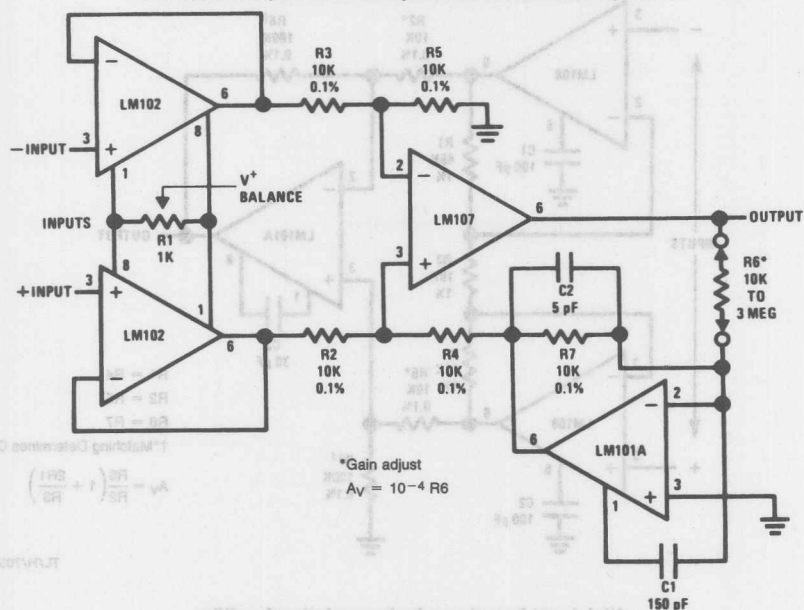 LM102
6
8
3
−INPUT
1
V+
BALANCE
INPUTS
R1
1K
8
+INPUT
3
1
LM102
6
R3
10K
0.1%
R5
10K
0.1%
2
LM107
6
OUTPUT
3
R6*
10K
TO
3 MEG
C2
5 pF
R2
10K
0.1%
R4
10K
0.1%
R7
10K
0.1%
2
LM101A
6
3
1
C1
150 pF
*Gain adjust
AV = 10−4 R6